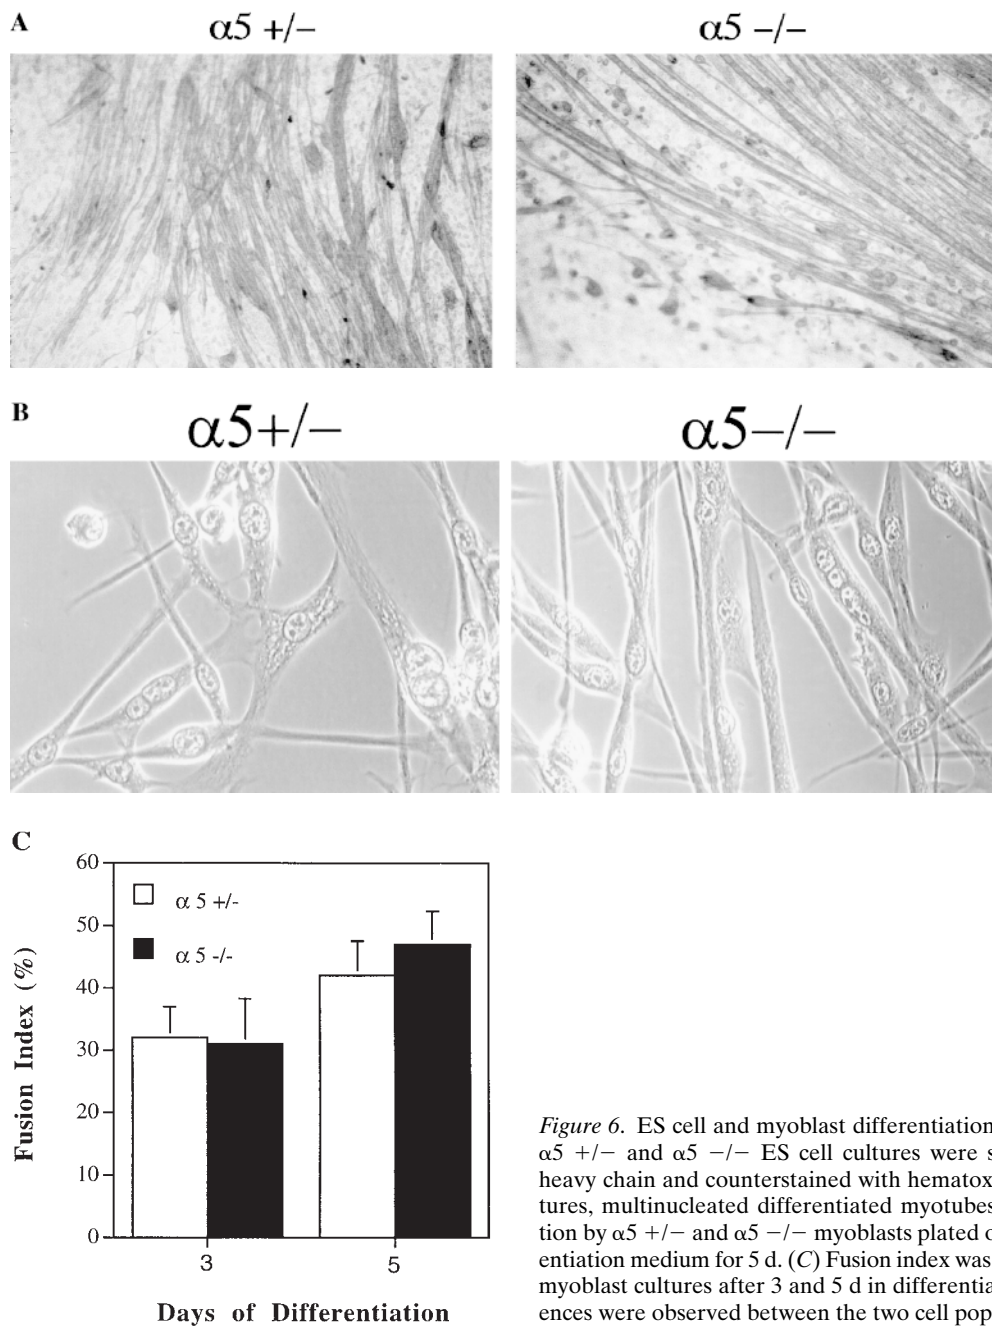 A
α5 +/−
α5 −/−
B
α5+/−
α5−/−
C
60
50
40
30
20
10
0
α 5 +/-
α 5 -/-
Fusion Index (%)
3
5
Days of Differentiation
Figure 6. ES cell and myoblast differentiation
α5 +/− and α5 −/− ES cell cultures were
heavy chain and counterstained with
tures, multinucleated differentiated myotubes
tion by α5 +/− and α5 −/− myoblasts plated
entiation medium for 5 d. (C) Fusion index was
myoblast cultures after 3 and 5 d in
ences were observed between the two cell